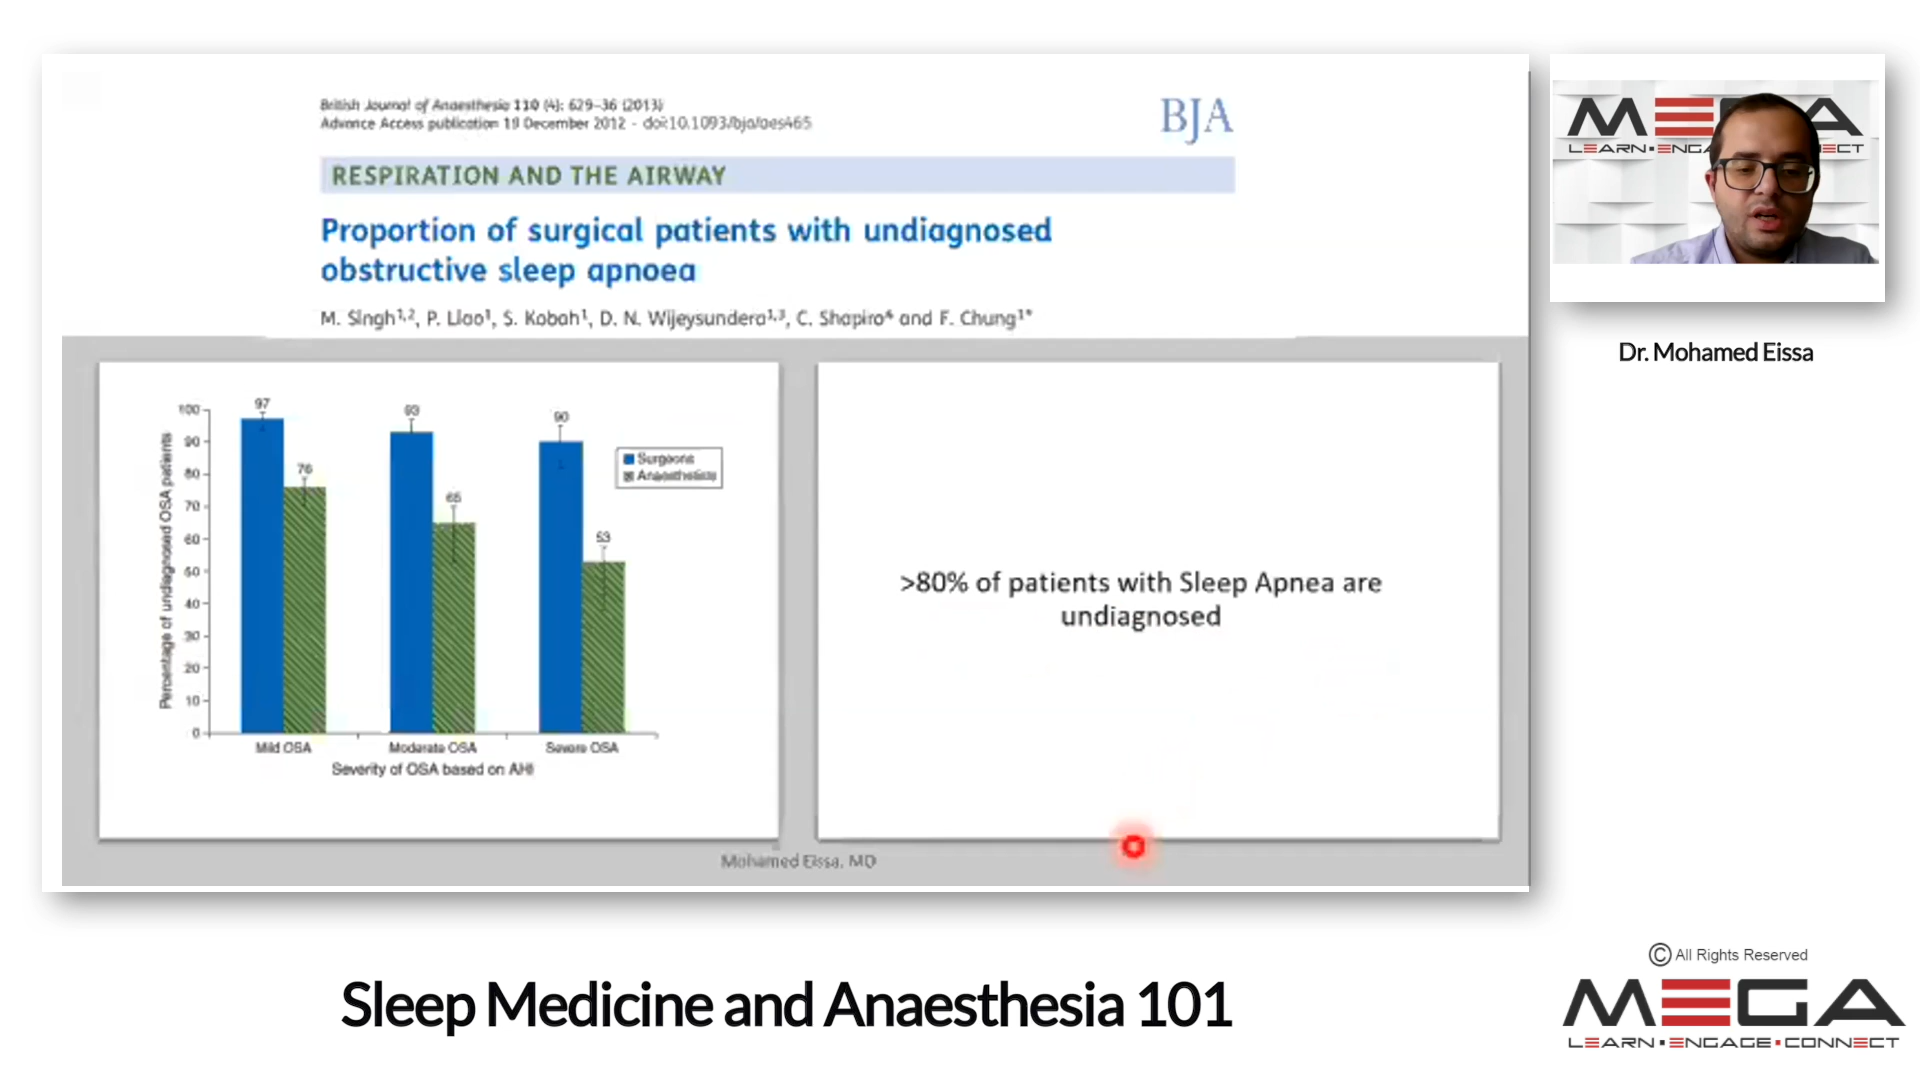 British Journal of Anaesthesia 110 (4): 629–36 (2013)
Advance Access publication 19 December 2012 - doi:10.1093/bja/aes465
BJA
RESPIRATION AND THE AIRWAY
Proportion of surgical patients with undiagnosed
obstructive sleep apnoea
M. Singh1,2, P. Liao1, S. Kobah1, D. N. Wijeysundera1,3, C. Shapiro4 and F. Chung1*
Percentage of undiagnosed OSA patients
100
90
80
70
60
50
40
30
20
10
0
97
76
93
65
90
53
Surgeons
Anaesthetists
Mild OSA
Moderate OSA
Severe OSA
Severity of OSA based on AHI
>80% of patients with Sleep Apnea are
undiagnosed
Mohamed Eissa, MD
LEARN ENGA ECT
Dr. Mohamed Eissa
Sleep Medicine and Anaesthesia 101
© All Rights Reserved
MEGA
LEARN▪ENGAGE▪CONNECT